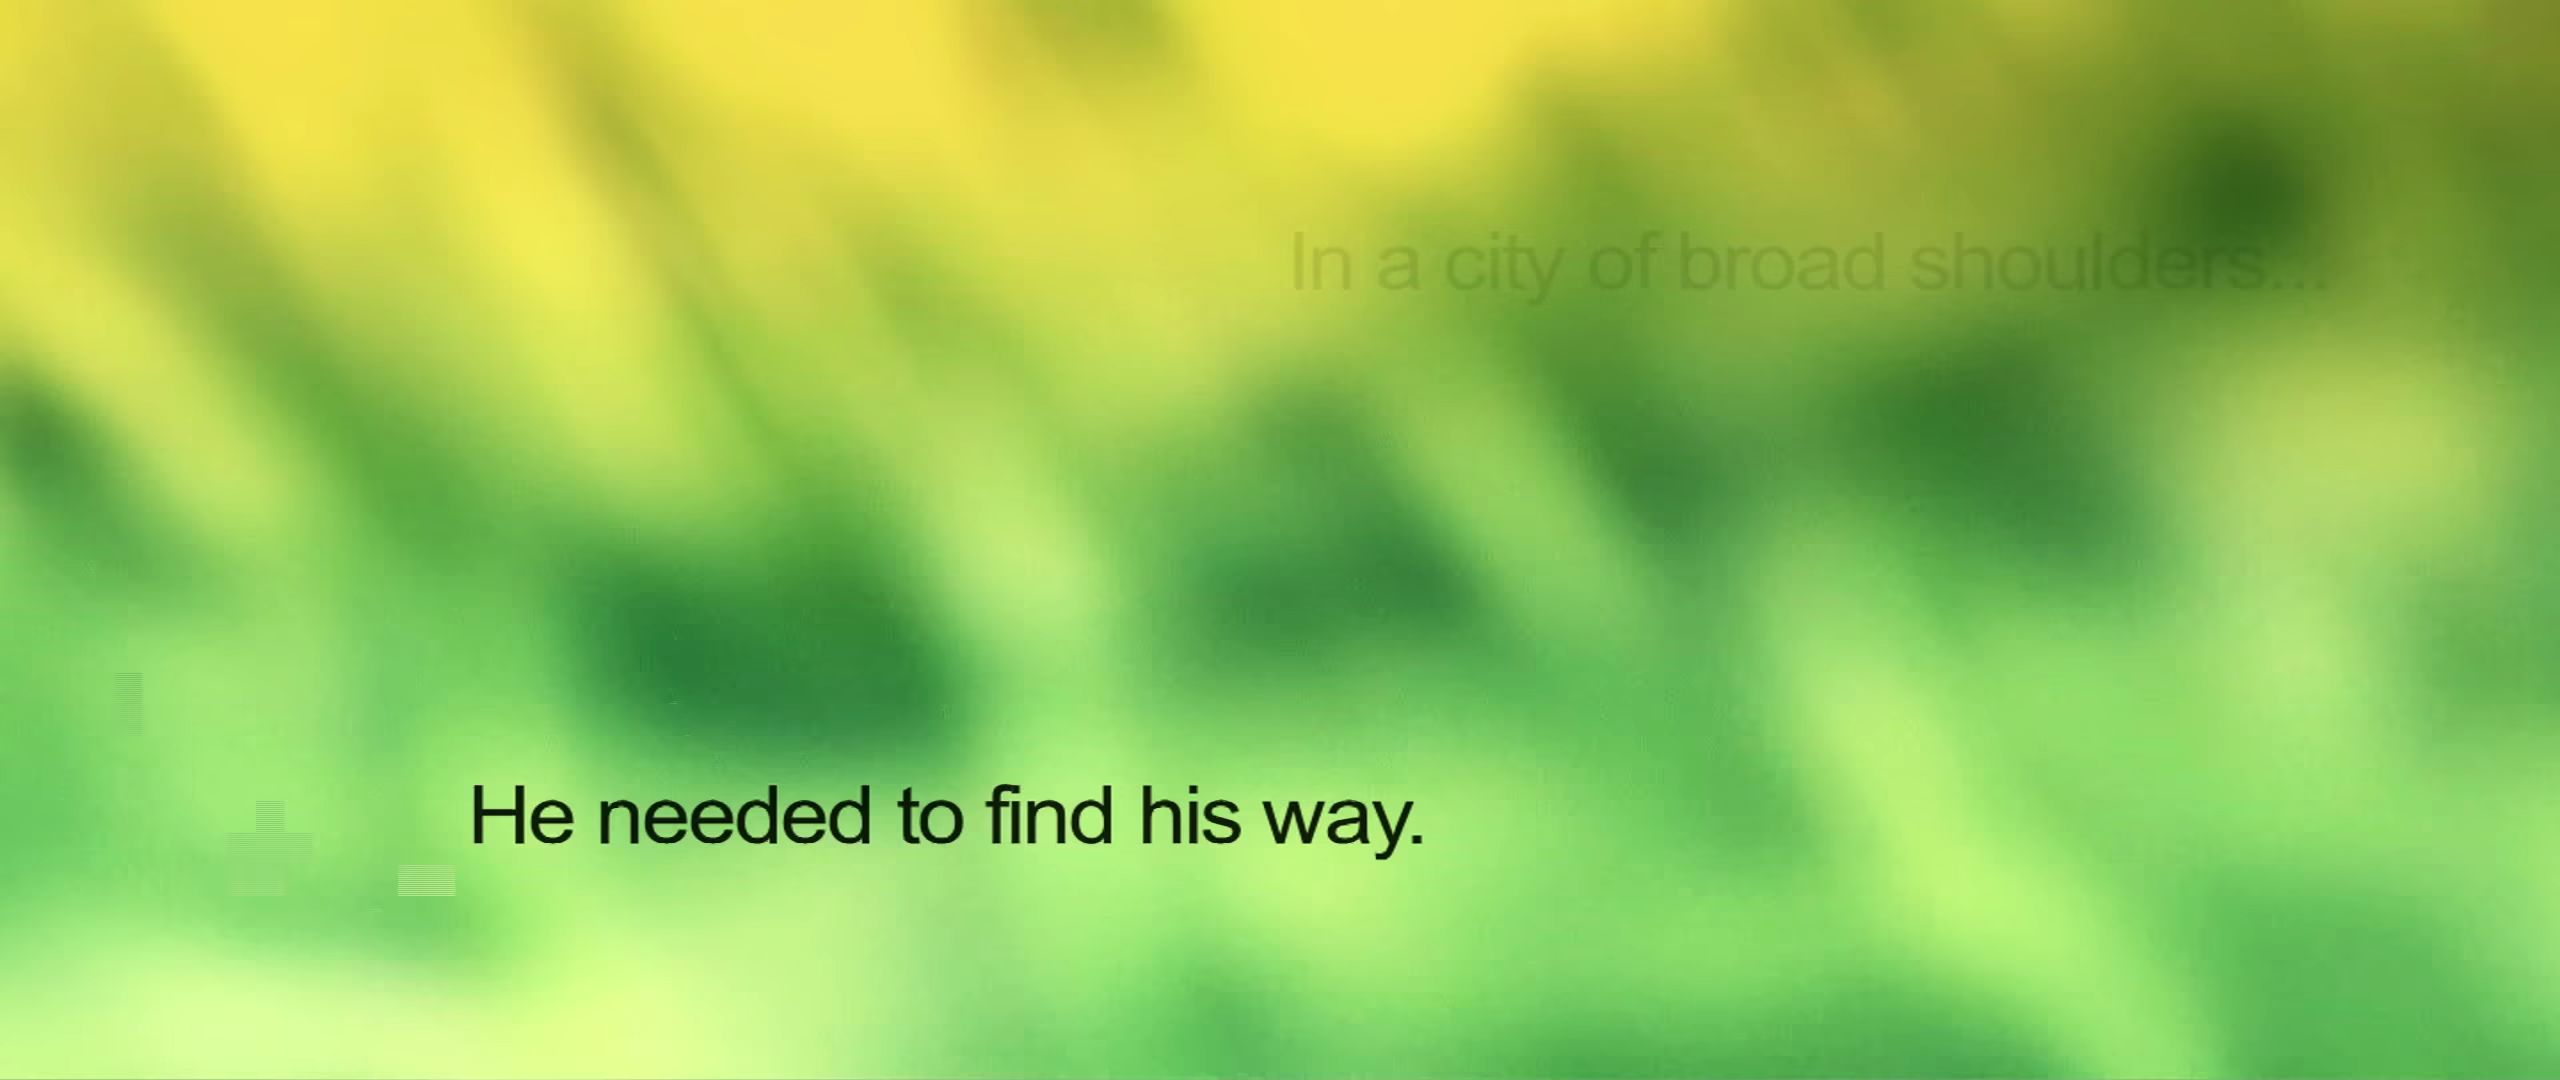 In a city of broad shoulders...
He needed to find his way.